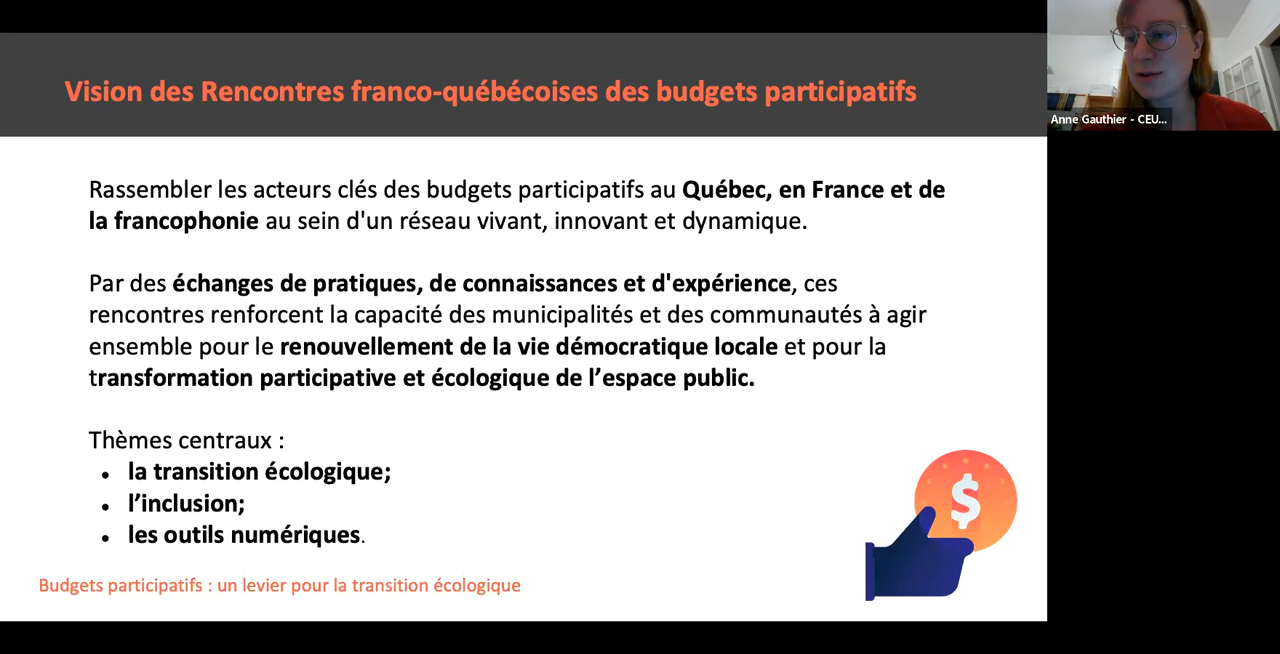 Vision des Rencontres franco-québécoises des budgets participatifs
Anne Gauthier - CEU...
Rassembler les acteurs clés des budgets participatifs au Québec, en France et de
la francophonie au sein d'un réseau vivant, innovant et dynamique.
Par des échanges de pratiques, de connaissances et d'expérience, ces
rencontres renforcent la capacité des municipalités et des communautés à agir
ensemble pour le renouvellement de la vie démocratique locale et pour la
transformation participative et écologique de l’espace public.
Thèmes centraux :
● la transition écologique;
● l’inclusion;
● les outils numériques.
$
Budgets participatifs : un levier pour la transition écologique